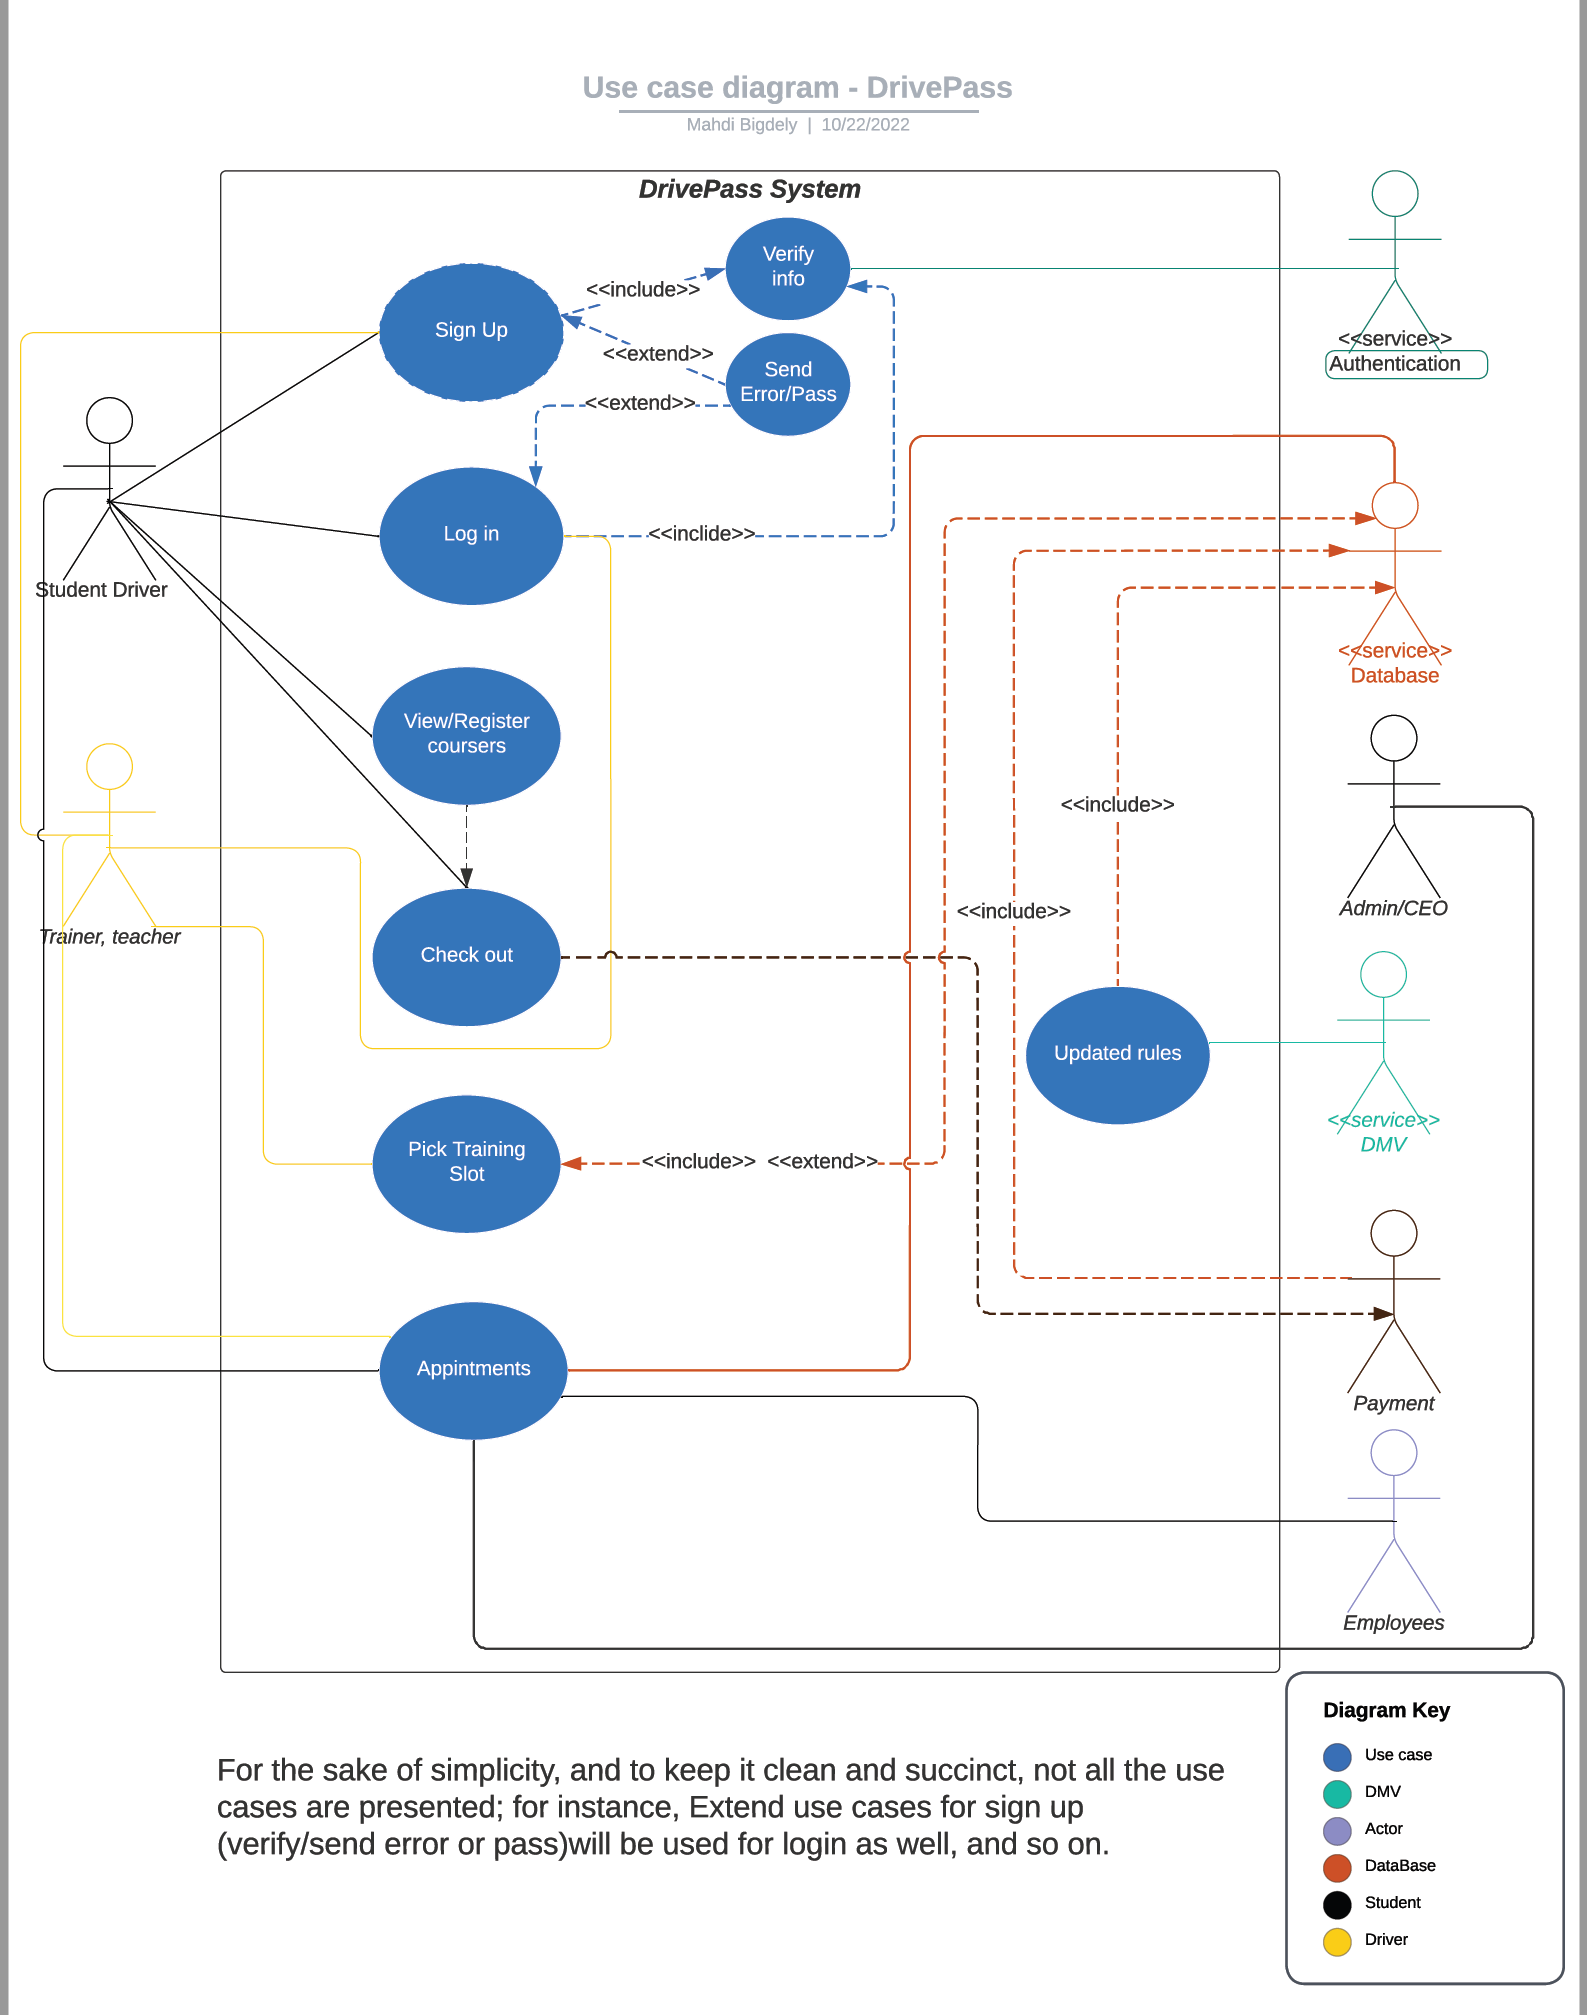 Use case diagram - DrivePass
Mahdi Bigdely | 10/22/2022
DrivePass System
Verify
info
<<include>>
Sign Up
<<extend>>
Send
Error/Pass
<<extend>>
<<service>>
Authentication
Log in
<<inclide>>
Student Driver
<<service>>
Database
View/Register
coursers
<<include>>
<<include>>
Admin/CEO
Trainer, teacher
Check out
Updated rules
<<service>>
DMV
Pick Training
Slot
<<include>> <<extend>>
Appintments
Payment
Employees
Diagram Key
Use case
DMV
Actor
DataBase
Student
Driver
For the sake of simplicity, and to keep it clean and succinct, not all the use
cases are presented; for instance, Extend use cases for sign up
(verify/send error or pass)will be used for login as well, and so on.